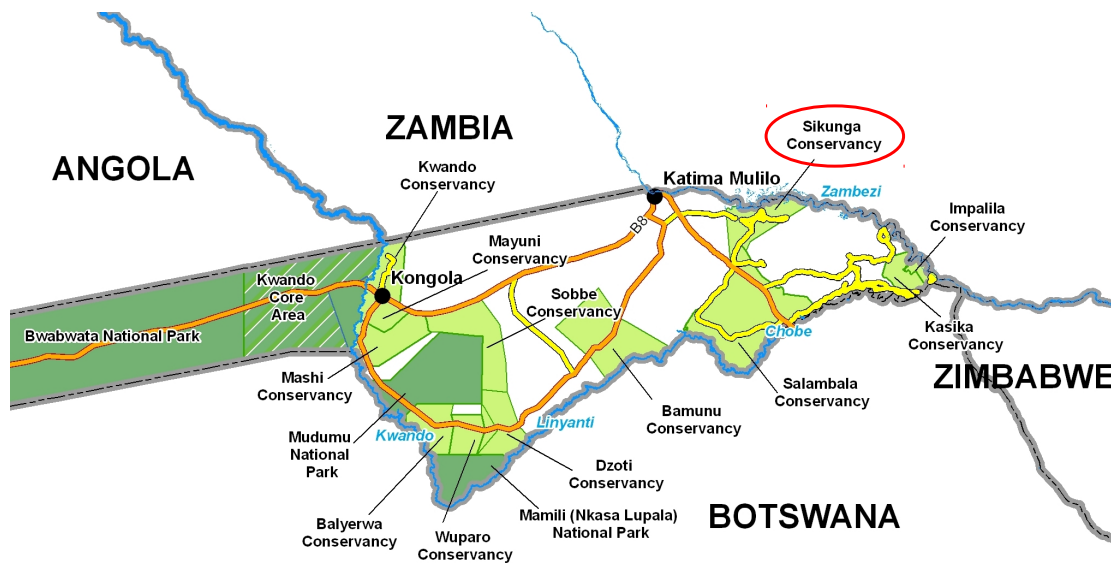 Sikunga
Conservancy
ZAMBIA
ANGOLA
Kwando
Conservancy
Katima Mulilo
Zambezi
Impalila
Conservancy
B8
Mayuni
Conservancy
Kongola
Kwando
Core
Area
Sobbe
Conservancy
Bwabwata National Park
Chobe
Kasika
Conservancy
ZIMBABWE
Mashi
Conservancy
Salambala
Conservancy
Bamunu
Conservancy
Linyanti
Kwando
Mudumu
National
Park
Dzoti
Conservancy
Mamili (Nkasa Lupala)
National Park
BOTSWANA
Balyerwa
Conservancy
Wuparo
Conservancy